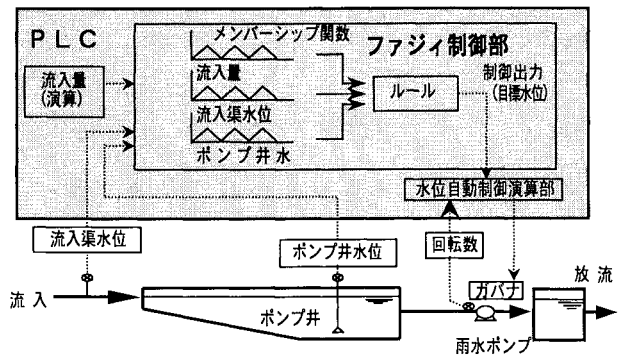 PLC
メンバーシップ関数
ファジィ制御部
流入量
(演算)
流入量
流入渠水位
ポンプ井水
ルール
制御出力
(目標水位)
水位自動制御演算部
流入渠水位
ポンプ井水位
回転数
ガバナ
放流
流入
ポンプ井
雨水ポンプ